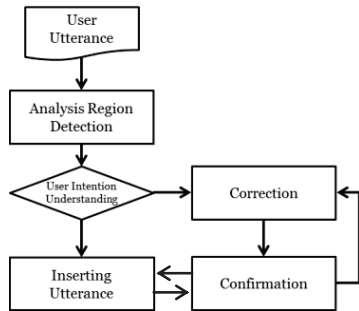 User
Utterance
Analysis Region
Detection
User Intention
Understanding
Correction
Inserting
Utterance
Confirmation